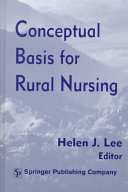 Conceptual
Basis for
Rural Nursing
Helen J. Lee
Editor
Springer Publishing Company